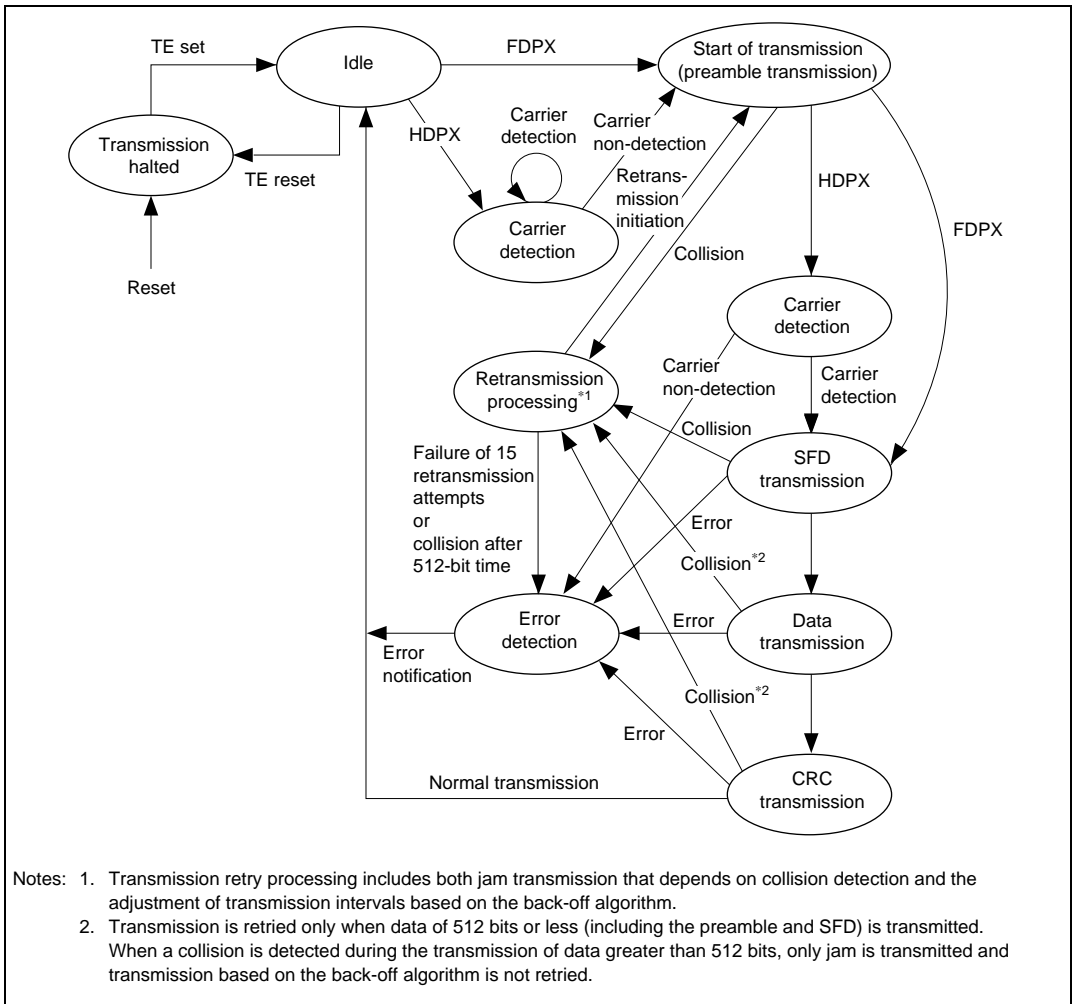 TE set
Idle
FDPX
Start of transmission
(preamble transmission)
Transmission
halted
TE reset
HDPX
Carrier
detection
Carrier
non-detection
Retrans-
mission
initiation
Carrier
detection
HDPX
FDPX
Reset
Collision
Carrier
detection
Retransmission
processing*1
Carrier
non-detection
Carrier
detection
Collision
SFD
transmission
Failure of 15
retransmission
attempts
or
collision after
512-bit time
Error
Collision*2
Error
detection
Error
Data
transmission
Error
notification
Collision*2
Error
Normal transmission
CRC
transmission
Notes: 1. Transmission retry processing includes both jam transmission that depends on collision detection and the
adjustment of transmission intervals based on the back-off algorithm.
2. Transmission is retried only when data of 512 bits or less (including the preamble and SFD) is transmitted.
When a collision is detected during the transmission of data greater than 512 bits, only jam is transmitted and
transmission based on the back-off algorithm is not retried.